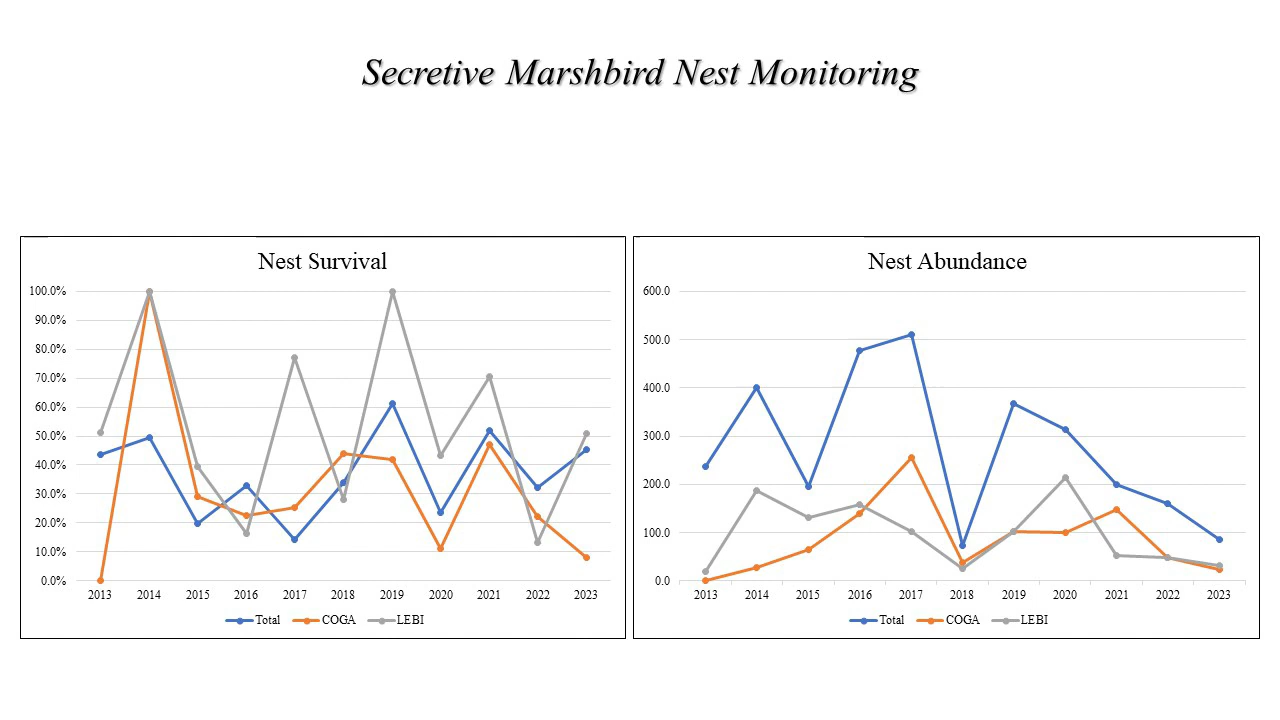 Secretive Marshbird Nest Monitoring
Nest Survival
100.0%
90.0%
80.0%
70.0%
60.0%
50.0%
40.0%
30.0%
20.0%
10.0%
0.0%
2013 2014 2015 2016 2017 2018 2019 2020 2021 2022 2023
Total COGA LEBI
Nest Abundance
600.0
500.0
400.0
300.0
200.0
100.0
0.0
2013 2014 2015 2016 2017 2018 2019 2020 2021 2022 2023
Total COGA LEBI